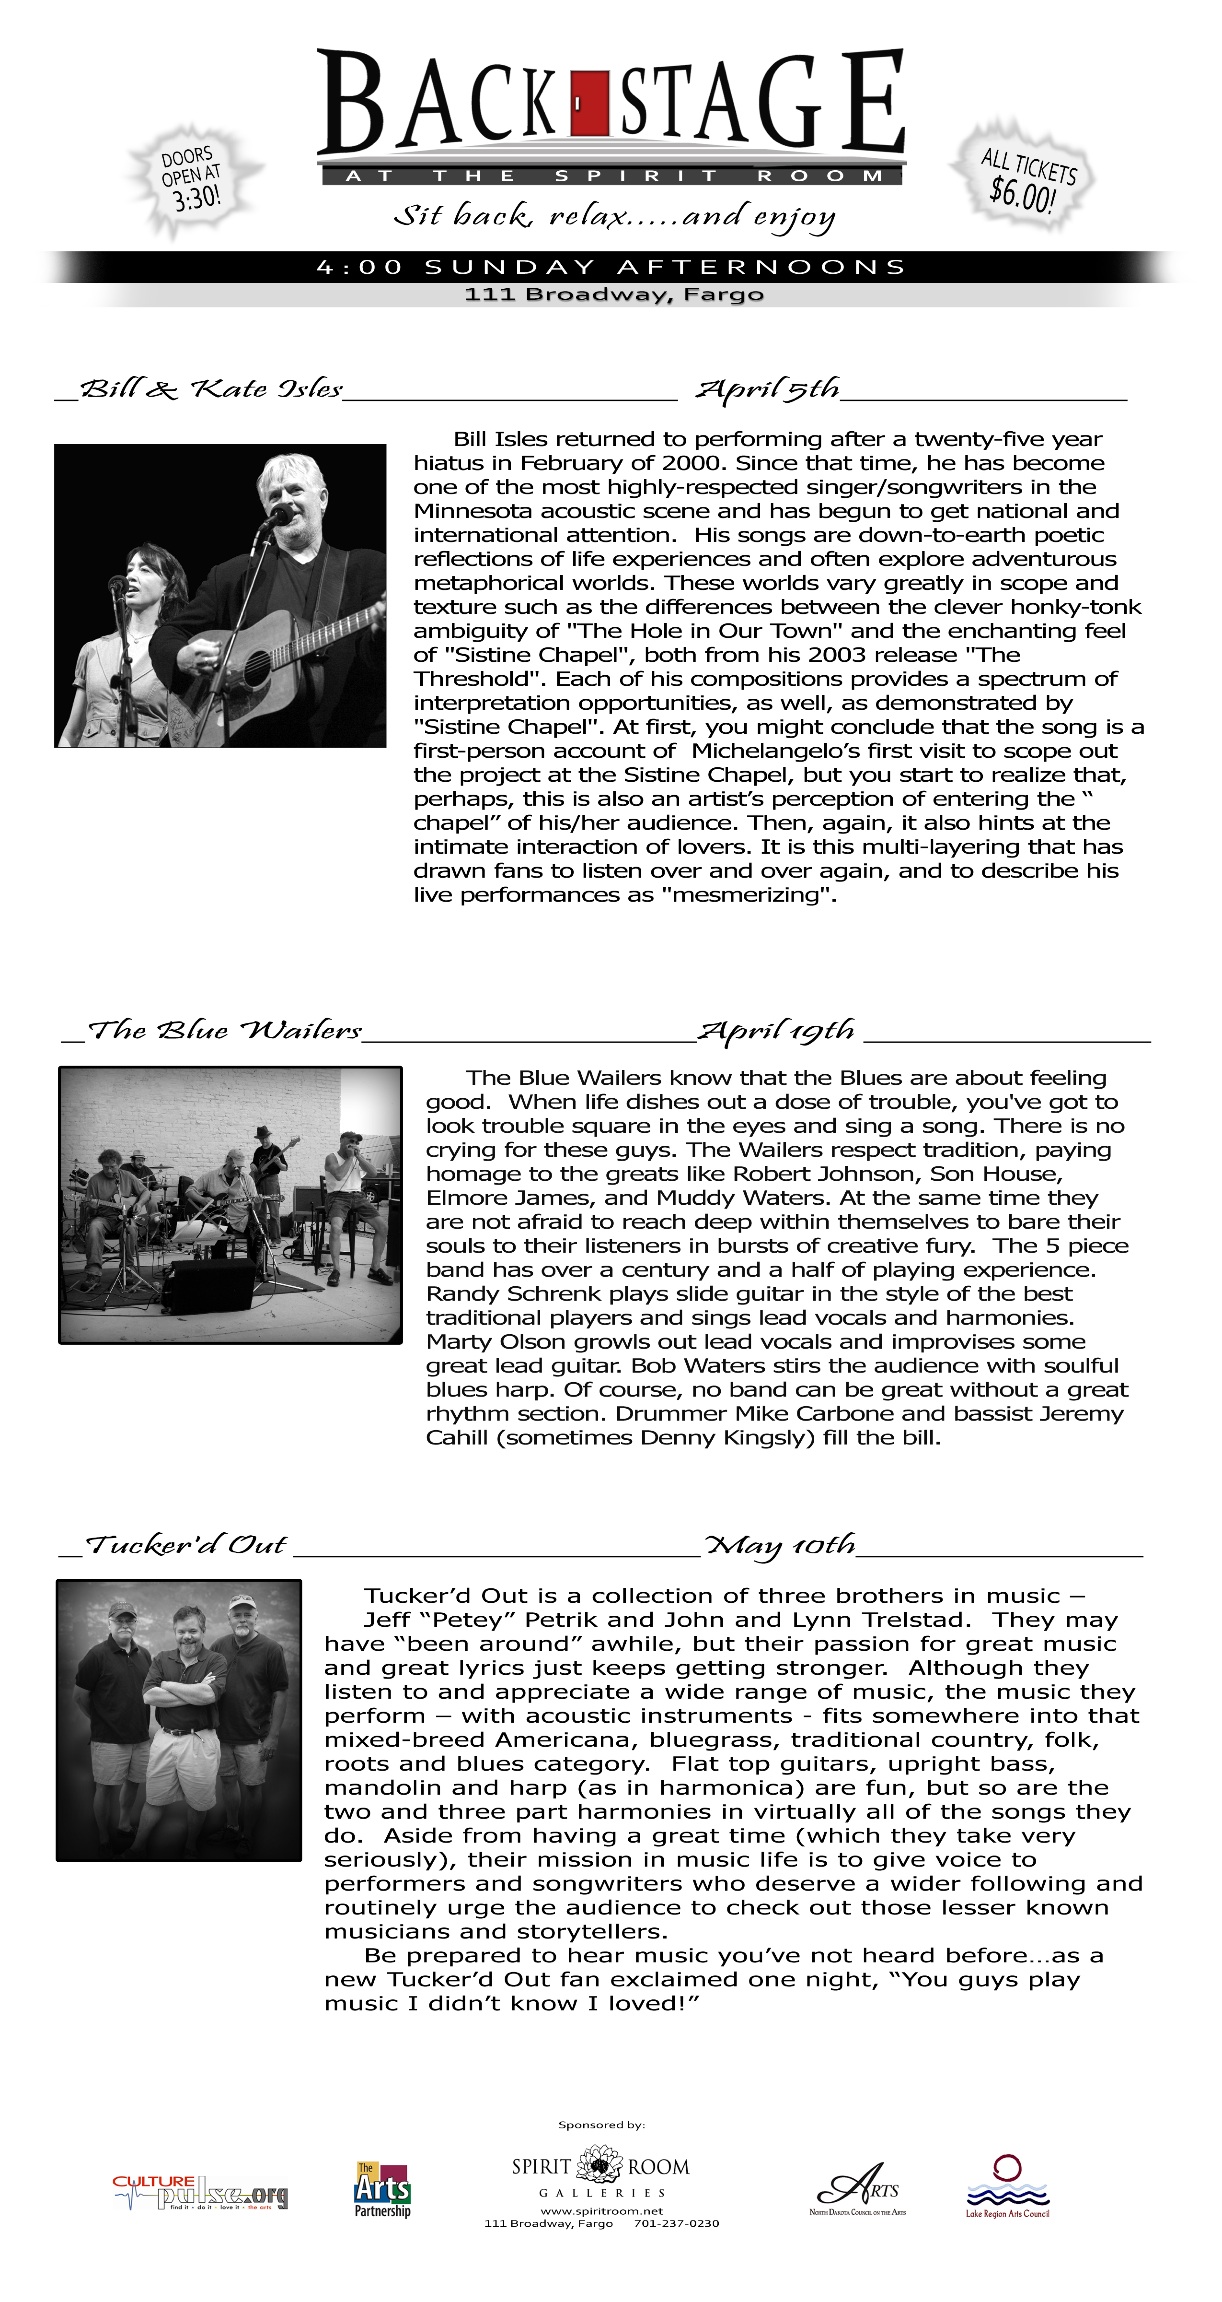 BACKSTAGE
AT THE SPIRIT ROOM
DOORS
OPEN AT
3:30!
ALL TICKETS
$6.00!
Sit back, relax.....and enjoy
4:00 SUNDAY AFTERNOONS
111 Broadway, Fargo
_Bill & Kate Isles____ April 5th____
Bill Isles returned to performing after a twenty-five year
hiatus in February of 2000. Since that time, he has become
one of the most highly-respected singer/songwriters in the
Minnesota acoustic scene and has begun to get national and
international attention.  His songs are down-to-earth poetic
reflections of life experiences and often explore adventurous
metaphorical worlds. These worlds vary greatly in scope and
texture such as the differences between the clever honky-tonk
ambiguity of "The Hole in Our Town" and the enchanting feel
of "Sistine Chapel", both from his 2003 release "The
Threshold". Each of his compositions provides a spectrum of
interpretation opportunities, as well, as demonstrated by
"Sistine Chapel". At first, you might conclude that the song is a
first-person account of  Michelangelo’s first visit to scope out
the project at the Sistine Chapel, but you start to realize that,
perhaps, this is also an artist’s perception of entering the “
chapel” of his/her audience. Then, again, it also hints at the
intimate interaction of lovers. It is this multi-layering that has
drawn fans to listen over and over again, and to describe his
live performances as "mesmerizing".
_The Blue Wailers____April 19th ____
The Blue Wailers know that the Blues are about feeling
good.  When life dishes out a dose of trouble, you've got to
look trouble square in the eyes and sing a song. There is no
crying for these guys. The Wailers respect tradition, paying
homage to the greats like Robert Johnson, Son House,
Elmore James, and Muddy Waters. At the same time they
are not afraid to reach deep within themselves to bare their
souls to their listeners in bursts of creative fury.  The 5 piece
band has over a century and a half of playing experience.
Randy Schrenk plays slide guitar in the style of the best
traditional players and sings lead vocals and harmonies.
Marty Olson growls out lead vocals and improvises some
great lead guitar. Bob Waters stirs the audience with soulful
blues harp. Of course, no band can be great without a great
rhythm section. Drummer Mike Carbone and bassist Jeremy
Cahill (sometimes Denny Kingsly) fill the bill.
_Tucker'd Out ____May 10th____
Tucker’d Out is a collection of three brothers in music –
Jeff “Petey” Petrik and John and Lynn Trelstad.  They may
have “been around” awhile, but their passion for great music
and great lyrics just keeps getting stronger.  Although they
listen to and appreciate a wide range of music, the music they
perform – with acoustic instruments - fits somewhere into that
mixed-breed Americana, bluegrass, traditional country, folk,
roots and blues category.  Flat top guitars, upright bass,
mandolin and harp (as in harmonica) are fun, but so are the
two and three part harmonies in virtually all of the songs they
do.  Aside from having a great time (which they take very
seriously), their mission in music life is to give voice to
performers and songwriters who deserve a wider following and
routinely urge the audience to check out those lesser known
musicians and storytellers.
Be prepared to hear music you’ve not heard before…as a
new Tucker’d Out fan exclaimed one night, “You guys play
music I didn’t know I loved!”
Sponsored by:
CULTURE
pulse.org
find it - do it - love it - the arts
The
Arts
Partnership
SPIRIT ROOM
GALLERIES
www.spiritroom.net
111 Broadway, Fargo     701-237-0230
ARTS
NORTH DAKOTA COUNCIL ON THE ARTS
Lake Region Arts Council